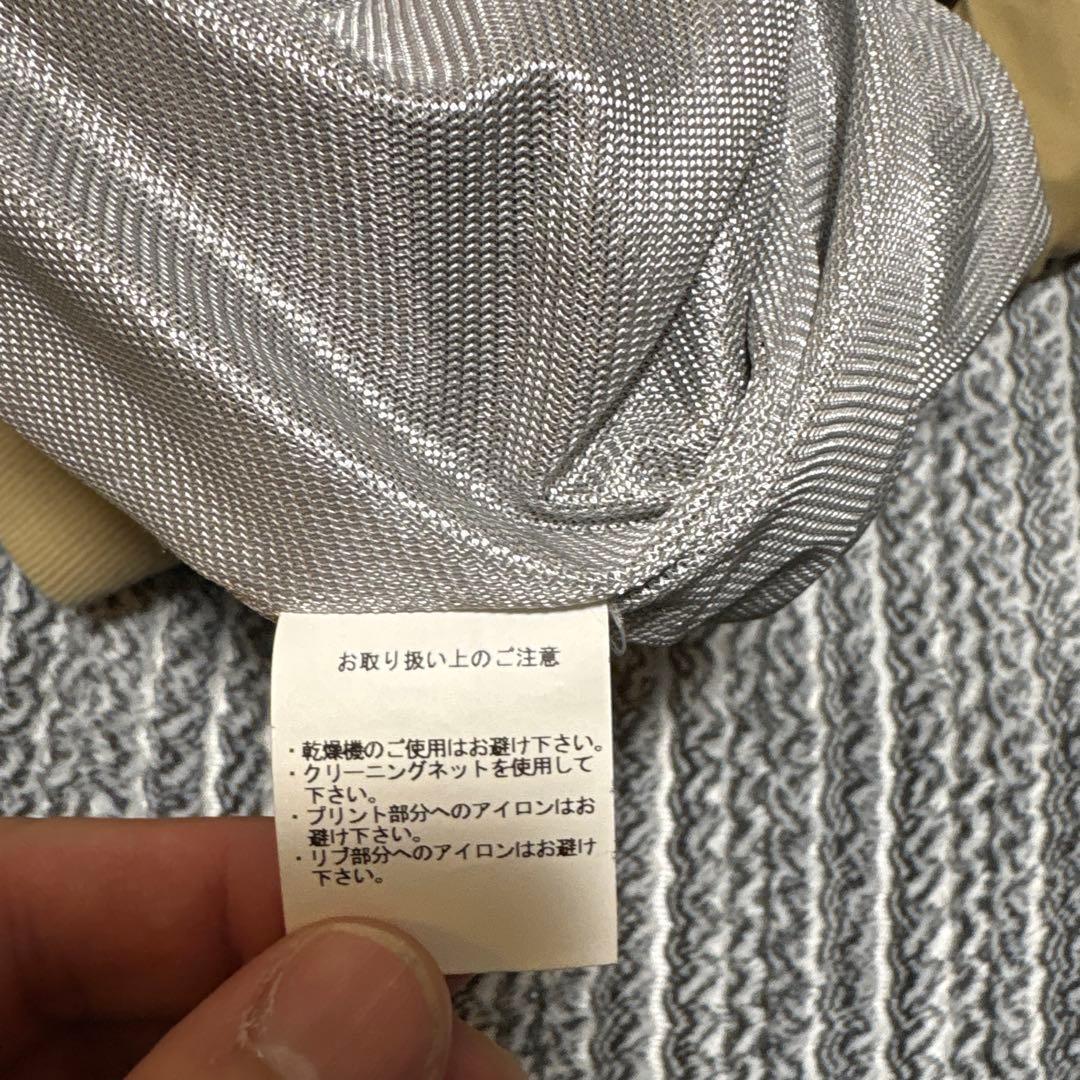 お取り扱い上のご注意
・乾燥機のご使用はお避け下さい。
・クリーニングネットを使用して
下さい。
・プリント部分へのアイロンはお
避け下さい。
・リブ部分へのアイロンはお避け
下さい。